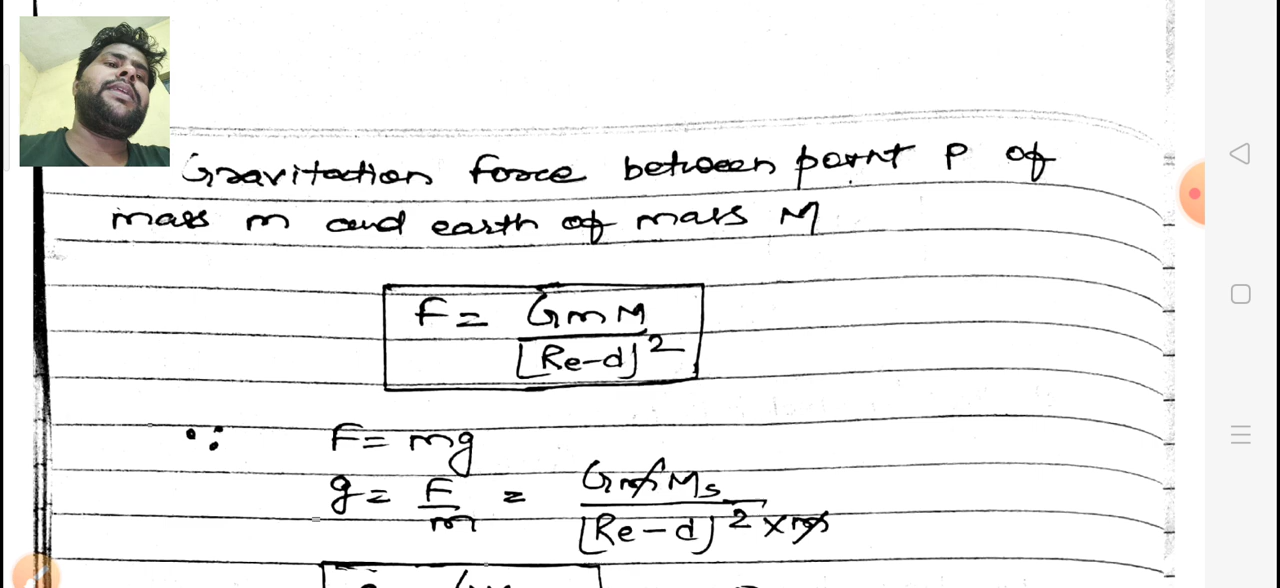 Gravitation force between point P of
mass m and earth of mass M
F = GmM
[Re-d]²
∵ F = mg
g = F/m = GmMs
[Re-d]² × m